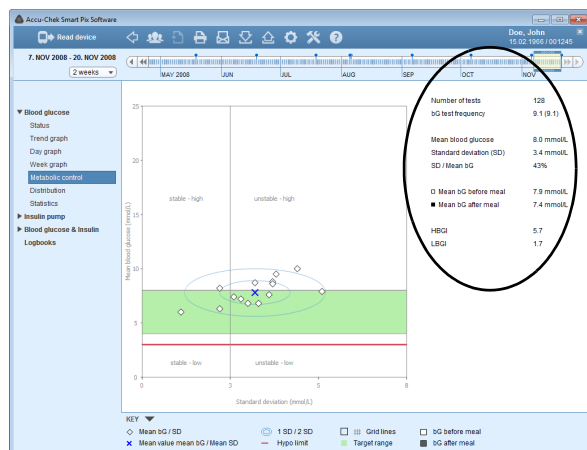 Accu-Chek Smart Pix Software
Read device
Doe, John
15.02.1966 / 001245
7. NOV 2008 - 20. NOV 2008
2 weeks
MAY 2008 JUN JUL AUG SEP OCT NOV
Blood glucose
Status
Trend graph
Day graph
Week graph
Metabolic control
Distribution
Statistics
Insulin pump
Blood glucose & Insulin
Logbooks
Mean blood glucose (mmol/L)
25
20
15
10
5
0
stable - high unstable - high
stable - low unstable - low
0 3 5 8
Standard deviation (mmol/L)
Number of tests 128
bG test frequency 9.1 (9.1)
Mean blood glucose 8.0 mmol/L
Standard deviation (SD) 3.4 mmol/L
SD / Mean bG 43%
Mean bG before meal 7.9 mmol/L
Mean bG after meal 7.4 mmol/L
HBGI 5.7
LBGI 1.7
KEY
Mean bG / SD 1 SD / 2 SD Grid lines bG before meal
Mean value mean bG / Mean SD Hypo limit Target range bG after meal